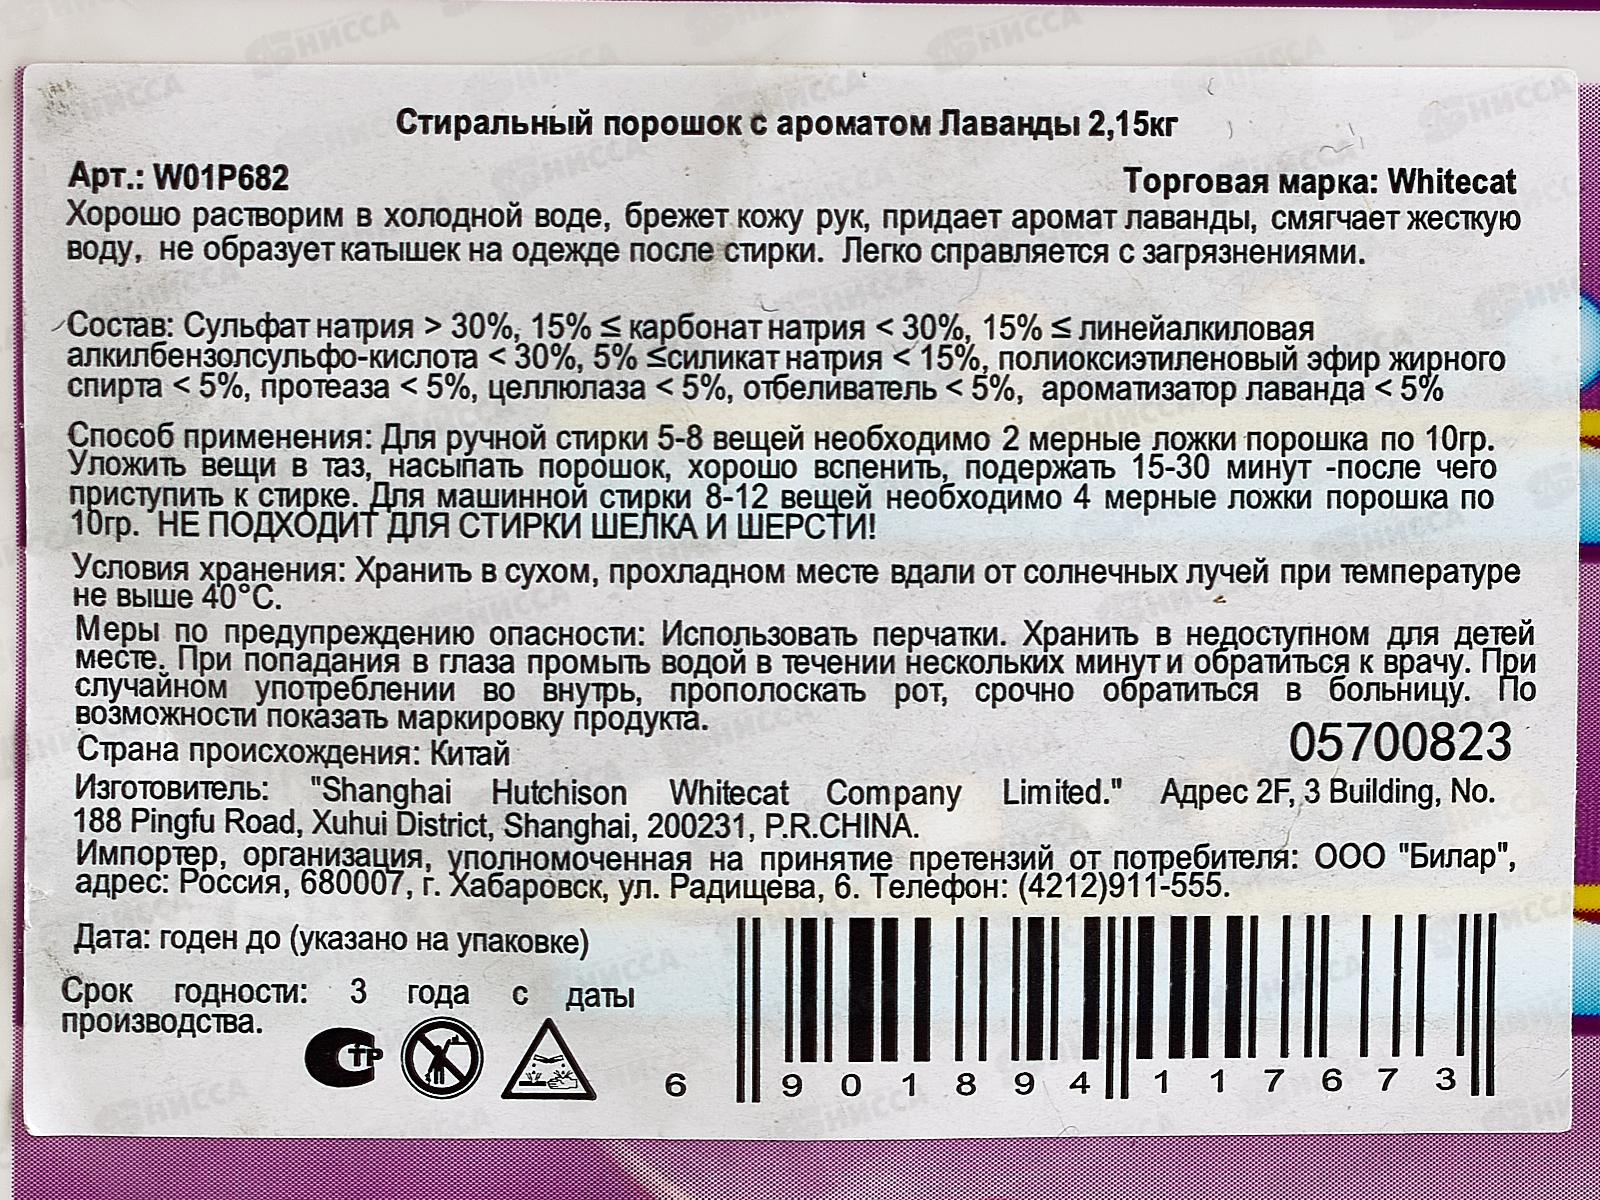 Стиральный порошок с ароматом Лаванды 2,15кг
Арт.: W01P682 Торговая марка: Whitecat
Хорошо растворим в холодной воде, брежет кожу рук, придает аромат лаванды, смягчает жесткую
воду, не образует катышек на одежде после стирки. Легко справляется с загрязнениями.
Состав: Сульфат натрия > 30%, 15% ≤ карбонат натрия < 30%, 15% ≤ линейалкиловая
алкилбензолсульфо-кислота < 30%, 5% ≤силикат натрия < 15%, полиоксиэтиленовый эфир жирного
спирта < 5%, протеаза < 5%, целлюлаза < 5%, отбеливатель < 5%, ароматизатор лаванда < 5%
Способ применения: Для ручной стирки 5-8 вещей необходимо 2 мерные ложки порошка по 10гр.
Уложить вещи в таз, насыпать порошок, хорошо вспенить, подержать 15-30 минут -после чего
приступить к стирке. Для машинной стирки 8-12 вещей необходимо 4 мерные ложки порошка по
10гр. НЕ ПОДХОДИТ ДЛЯ СТИРКИ ШЕЛКА И ШЕРСТИ!
Условия хранения: Хранить в сухом, прохладном месте вдали от солнечных лучей при температуре
не выше 40°С.
Меры по предупреждению опасности: Использовать перчатки. Хранить в недоступном для детей
месте. При попадания в глаза промыть водой в течении нескольких минут и обратиться к врачу. При
случайном употреблении во внутрь, прополоскать рот, срочно обратиться в больницу. По
возможности показать маркировку продукта.
05700823
Страна происхождения: Китай
Изготовитель: "Shanghai Hutchison Whitecat Company Limited." Адрес 2F, 3 Building, No.
188 Pingfu Road, Xuhui District, Shanghai, 200231, P.R.CHINA.
Импортер, организация, уполномоченная на принятие претензий от потребителя: ООО "Билар",
адрес: Россия, 680007, г. Хабаровск, ул. Радищева, 6. Телефон: (4212)911-555.
Дата: годен до (указано на упаковке)
Срок годности: 3 года с даты
производства.
6 901894 117673